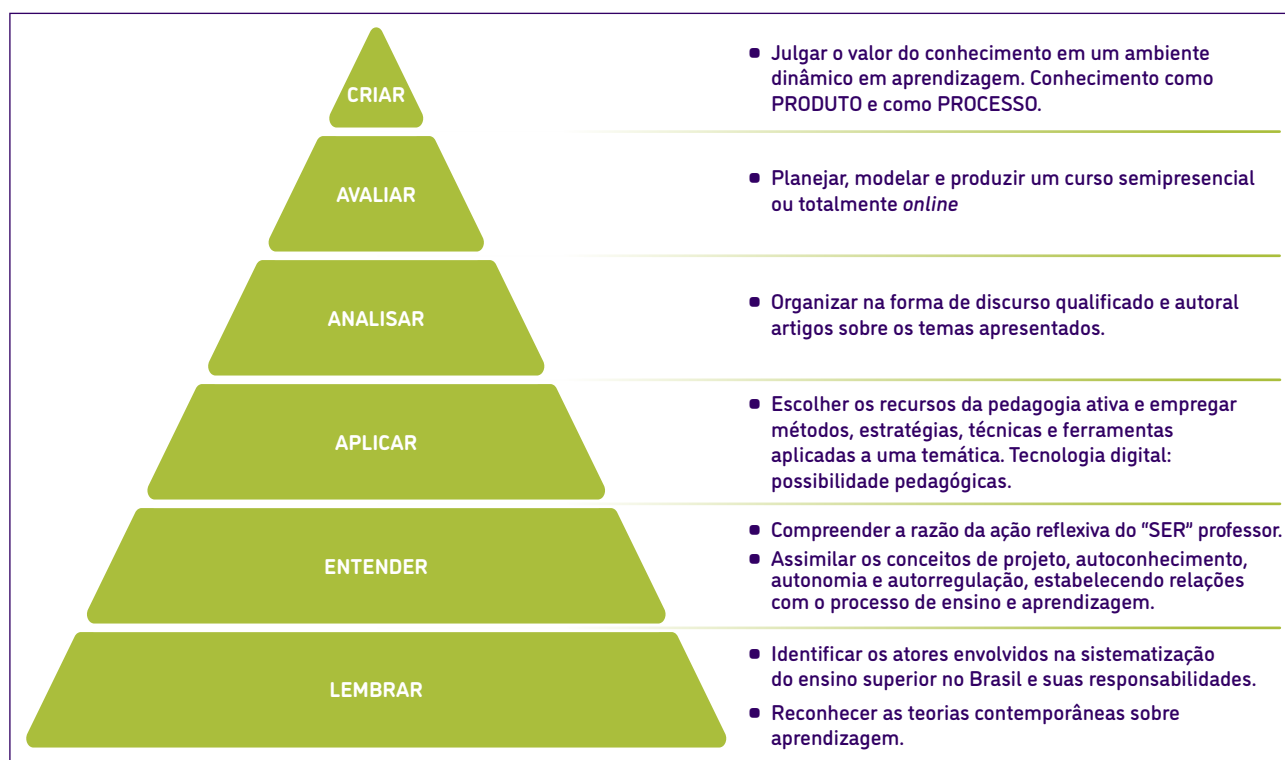 CRIAR
• Julgar o valor do conhecimento em um ambiente
dinâmico em aprendizagem. Conhecimento como
PRODUTO e como PROCESSO.
AVALIAR
• Planejar, modelar e produzir um curso semipresencial
ou totalmente online
ANALISAR
• Organizar na forma de discurso qualificado e autoral
artigos sobre os temas apresentados.
APLICAR
• Escolher os recursos da pedagogia ativa e empregar
métodos, estratégias, técnicas e ferramentas
aplicadas a uma temática. Tecnologia digital:
possibilidade pedagógicas.
ENTENDER
• Compreender a razão da ação reflexiva do “SER” professor.
• Assimilar os conceitos de projeto, autoconhecimento,
autonomia e autorregulação, estabelecendo relações
com o processo de ensino e aprendizagem.
LEMBRAR
• Identificar os atores envolvidos na sistematização
do ensino superior no Brasil e suas responsabilidades.
• Reconhecer as teorias contemporâneas sobre
aprendizagem.